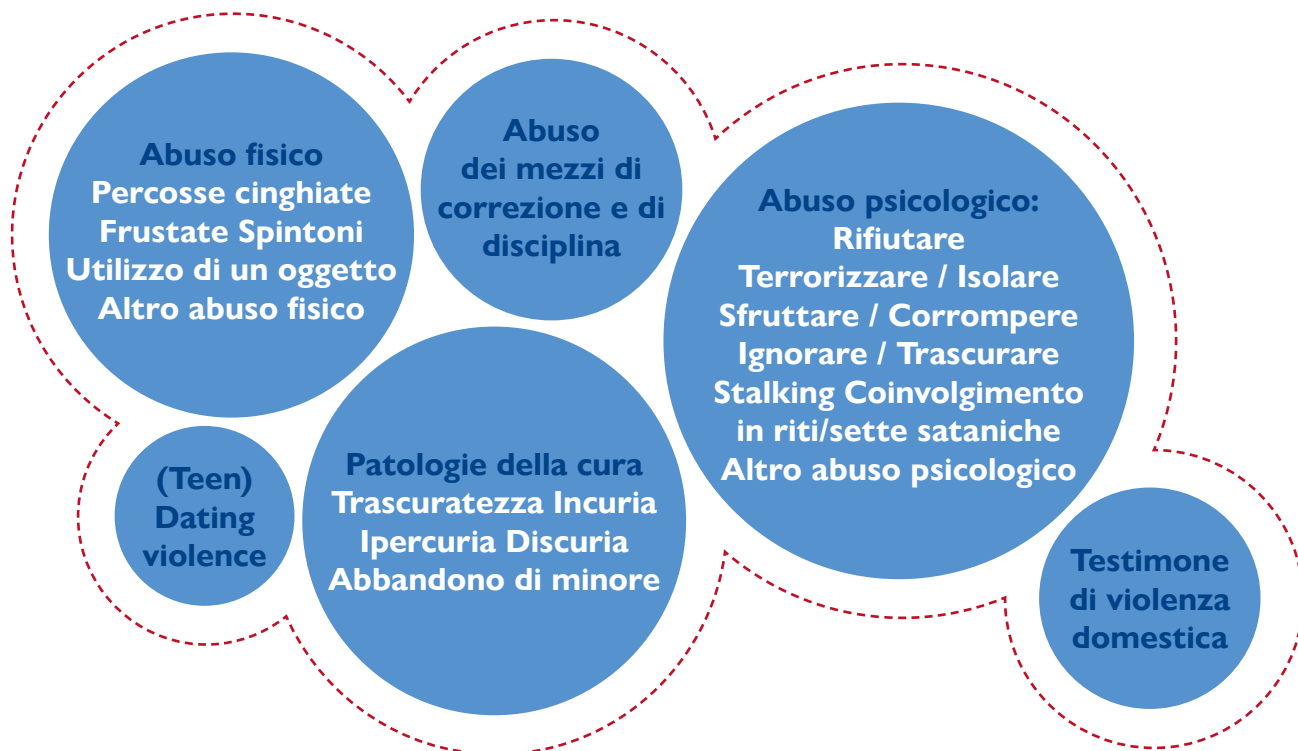 Abuso fisico
Percosse cinghiate
Frustate Spintoni
Utilizzo di un oggetto
Altro abuso fisico
Abuso
dei mezzi di
correzione e di
disciplina
Abuso psicologico:
Rifiutare
Terrorizzare / Isolare
Sfruttare / Corrompere
Ignorare / Trascurare
Stalking Coinvolgimento
in riti/sette sataniche
Altro abuso psicologico
(Teen)
Dating
violence
Patologie della cura
Trascuratezza Incuria
Ipercuria Discuria
Abbandono di minore
Testimone
di violenza
domestica